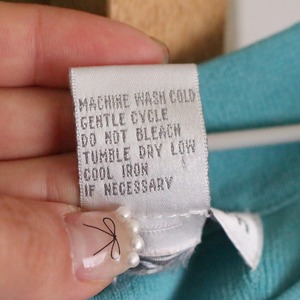 MACHINE WASH COLD
GENTLE CYCLE
DO NOT BLEACH
TUMBLE DRY LOW
COOL IRON
IF NECESSARY